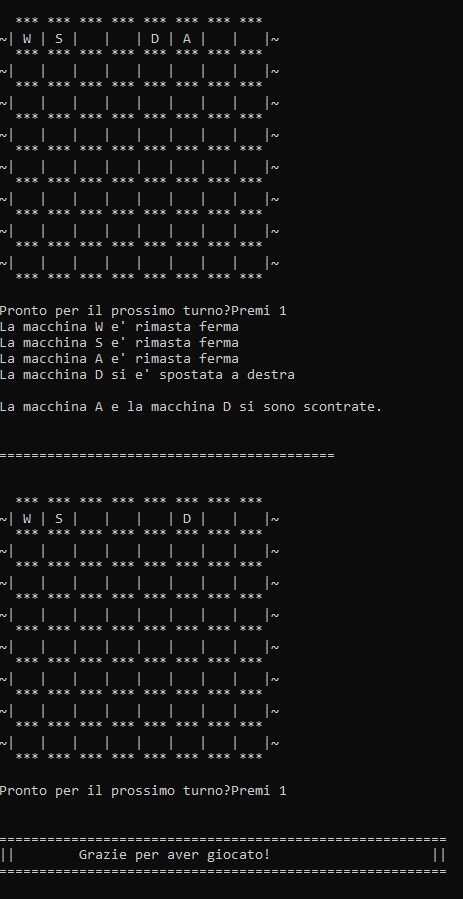 *** *** *** *** *** *** *** ***
~| W | S |   |   | D | A |   |   |~
  *** *** *** *** *** *** *** ***
~|   |   |   |   |   |   |   |   |~
  *** *** *** *** *** *** *** ***
~|   |   |   |   |   |   |   |   |~
  *** *** *** *** *** *** *** ***
~|   |   |   |   |   |   |   |   |~
  *** *** *** *** *** *** *** ***
~|   |   |   |   |   |   |   |   |~
  *** *** *** *** *** *** *** ***
~|   |   |   |   |   |   |   |   |~
  *** *** *** *** *** *** *** ***
~|   |   |   |   |   |   |   |   |~
  *** *** *** *** *** *** *** ***
~|   |   |   |   |   |   |   |   |~
  *** *** *** *** *** *** *** ***
Pronto per il prossimo turno?Premi 1
La macchina W e' rimasta ferma
La macchina S e' rimasta ferma
La macchina A e' rimasta ferma
La macchina D si e' spostata a destra
La macchina A e la macchina D si sono scontrate.
==========================================
  *** *** *** *** *** *** *** ***
~| W | S |   |   |   | D |   |   |~
  *** *** *** *** *** *** *** ***
~|   |   |   |   |   |   |   |   |~
  *** *** *** *** *** *** *** ***
~|   |   |   |   |   |   |   |   |~
  *** *** *** *** *** *** *** ***
~|   |   |   |   |   |   |   |   |~
  *** *** *** *** *** *** *** ***
~|   |   |   |   |   |   |   |   |~
  *** *** *** *** *** *** *** ***
~|   |   |   |   |   |   |   |   |~
  *** *** *** *** *** *** *** ***
~|   |   |   |   |   |   |   |   |~
  *** *** *** *** *** *** *** ***
~|   |   |   |   |   |   |   |   |~
  *** *** *** *** *** *** *** ***
Pronto per il prossimo turno?Premi 1
========================================================
||        Grazie per aver giocato!                    ||
========================================================